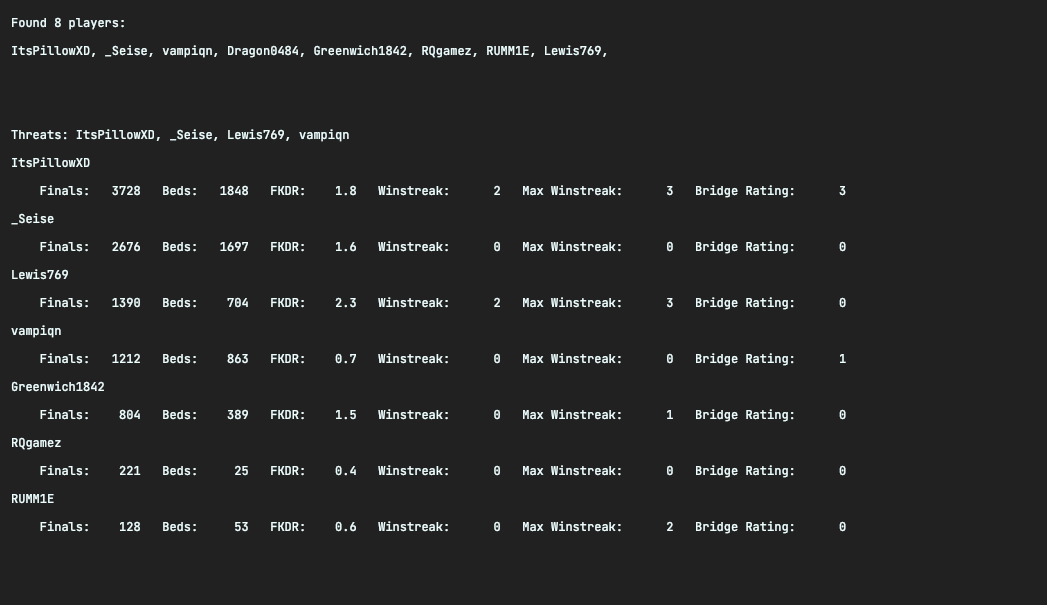 Found 8 players:
ItsPillowXD, _Seise, vampiqn, Dragon0484, Greenwich1842, RQgamez, RUMM1E, Lewis769,
Threats: ItsPillowXD, _Seise, Lewis769, vampiqn
ItsPillowXD
Finals: 3728 Beds: 1848 FKDR: 1.8 Winstreak: 2 Max Winstreak: 3 Bridge Rating: 3
_Seise
Finals: 2676 Beds: 1697 FKDR: 1.6 Winstreak: 0 Max Winstreak: 0 Bridge Rating: 0
Lewis769
Finals: 1390 Beds: 704 FKDR: 2.3 Winstreak: 2 Max Winstreak: 3 Bridge Rating: 0
vampiqn
Finals: 1212 Beds: 863 FKDR: 0.7 Winstreak: 0 Max Winstreak: 0 Bridge Rating: 1
Greenwich1842
Finals: 804 Beds: 389 FKDR: 1.5 Winstreak: 0 Max Winstreak: 1 Bridge Rating: 0
RQgamez
Finals: 221 Beds: 25 FKDR: 0.4 Winstreak: 0 Max Winstreak: 0 Bridge Rating: 0
RUMM1E
Finals: 128 Beds: 53 FKDR: 0.6 Winstreak: 0 Max Winstreak: 2 Bridge Rating: 0